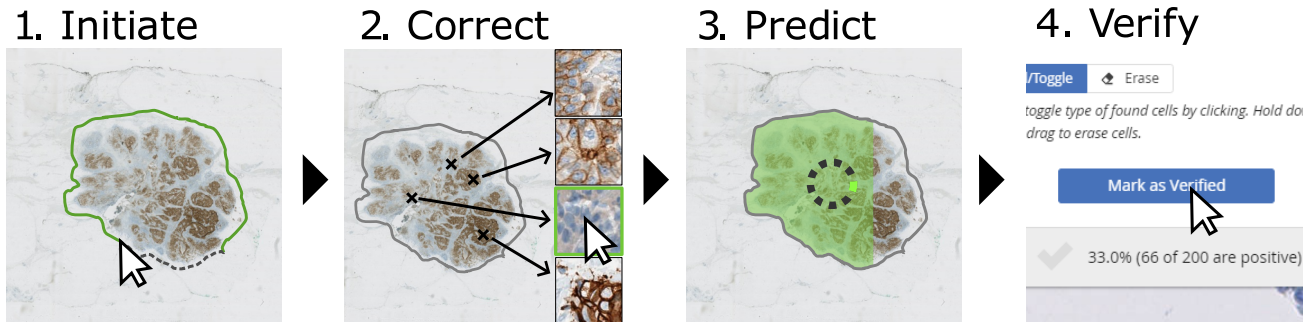 1. Initiate
2. Correct
3. Predict
4. Verify
/Toggle
Erase
toggle type of found cells by clicking. Hold do
drag to erase cells.
Mark as Verified
33.0% (66 of 200 are positive)